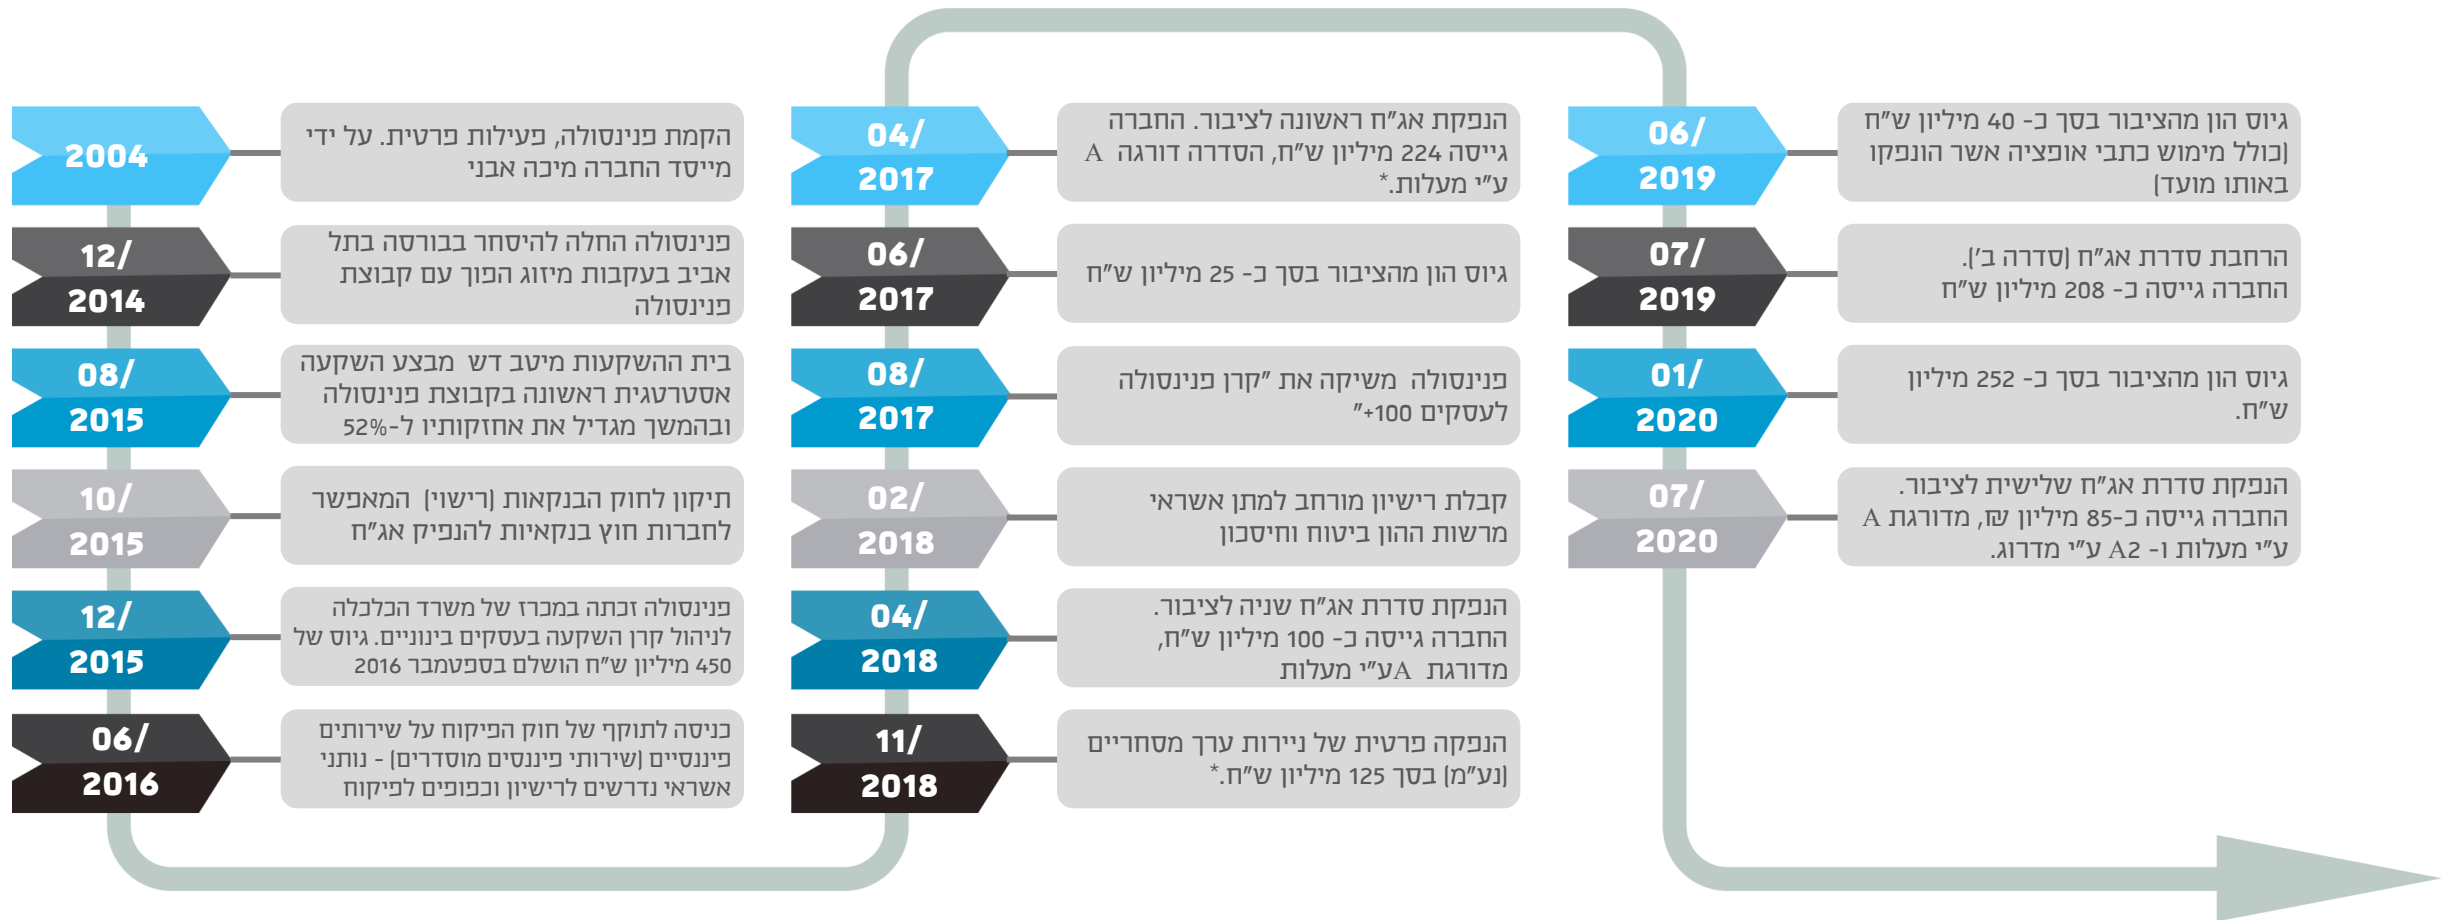 2004
הקמת פנינסולה, פעילות פרטית. על ידי
מייסד החברה מיכה אבני
12/
2014
פנינסולה החלה להיסחר בבורסה בתל
אביב בעקבות מיזוג הפוך עם קבוצת
פנינסולה
08/
2015
בית ההשקעות מיטב דש מבצע השקעה
אסטרטגית ראשונה בקבוצת פנינסולה
ובהמשך מגדיל את אחזקותיו ל-52%
10/
2015
תיקון לחוק הבנקאות (רישוי) המאפשר
לחברות חוץ בנקאיות להנפיק אג"ח
12/
2015
פנינסולה זכתה במכרז של משרד הכלכלה
לניהול קרן השקעה בעסקים בינוניים. גיוס של
450 מיליון ש"ח הושלם בספטמבר 2016
06/
2016
כניסה לתוקף של חוק הפיקוח על שירותים
פיננסיים (שירותי פיננסים מוסדרים) - נותני
אשראי נדרשים לרישיון וכפופים לפיקוח
04/
2017
הנפקת אג"ח ראשונה לציבור. החברה
גייסה 224 מיליון ש"ח, הסדרה דורגה A
ע"י מעלות.*
06/
2017
גיוס הון מהציבור בסך כ- 25 מיליון ש"ח
08/
2017
פנינסולה משיקה את "קרן פנינסולה
לעסקים 100+"
02/
2018
קבלת רישיון מורחב למתן אשראי
מרשות ההון ביטוח וחיסכון
04/
2018
הנפקת סדרת אג"ח שניה לציבור.
החברה גייסה כ- 100 מיליון ש"ח,
מדורגת Aע"י מעלות
11/
2018
הנפקה פרטית של ניירות ערך מסחריים
(נע"מ) בסך 125 מיליון ש"ח.*
06/
2019
גיוס הון מהציבור בסך כ- 40 מיליון ש"ח
(כולל מימוש כתבי אופציה אשר הונפקו
באותו מועד)
07/
2019
הרחבת סדרת אג"ח (סדרה ב').
החברה גייסה כ- 208 מיליון ש"ח
01/
2020
גיוס הון מהציבור בסך כ- 252 מיליון
ש"ח.
07/
2020
הנפקת סדרת אג"ח שלישית לציבור.
החברה גייסה כ-85 מיליון ₪, מדורגת A
ע"י מעלות ו- A2 ע"י מדרוג.